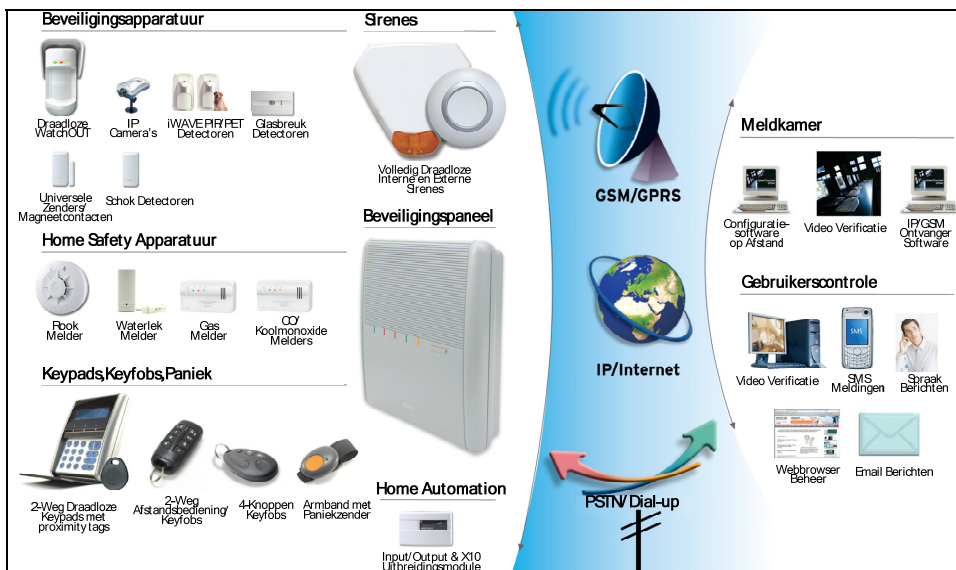 Beveiligingsapparatuur
Draadloze
WatchOUT
IP
Camera's
iWAVE PIR/PET
Detectoren
Glasbreuk
Detectoren
Universele
Zenders/
Magneetcontacten
Schok Detectoren
Home Safety Apparatuur
Rook
Melder
Waterlek
Melder
Gas
Melder
CO/
Koolmonoxide
Melders
Keypads,Keyfobs,Paniek
2-Weg Draadloze
Keypads met
proximity tags
2-Weg
Afstandsbediening/
Keyfobs
4-Knoppen
Keyfobs
Armband met
Paniekzender
Sirenes
Volledig Draadloze
Interne en Externe
Sirenes
Beveiligingspaneel
Home Automation
Input/Output & X10
Uitbreidingsmodule
GSM/GPRS
IP/Internet
PSTN/Dial-up
Meldkamer
Configuratie-
software
op Afstand
Video Verificatie
IP/GSM
Ontvanger
Software
Gebruikerscontrole
Video Verificatie
SMS
SMS
Meldingen
Spraak
Berichten
Webbrowser
Beheer
Email Berichten